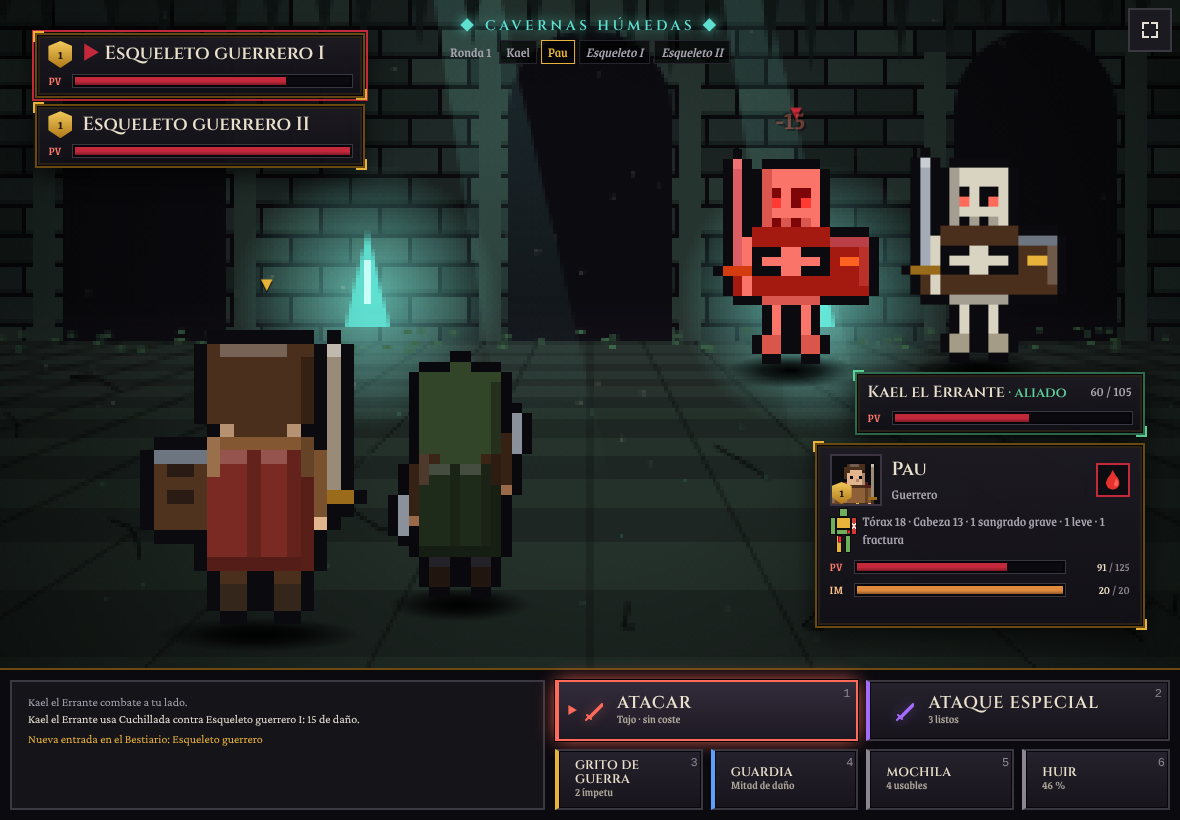 ◆ CAVERNAS HÚMEDAS ◆
Ronda 1 Kael Pau Esqueleto I Esqueleto II
1 Esqueleto guerrero I
PV
1 Esqueleto guerrero II
PV
-15
Kael el Errante · aliado 60 / 105
PV
Pau
1 Guerrero
Tórax 18 · Cabeza 13 · 1 sangrado grave · 1 leve · 1
fractura
PV 91 / 125
IM 20 / 20
Kael el Errante combate a tu lado.
Kael el Errante usa Cuchillada contra Esqueleto guerrero I: 15 de daño.
Nueva entrada en el Bestiario: Esqueleto guerrero
ATACAR 1
Tajo · sin coste
ATAQUE ESPECIAL 2
3 listos
GRITO DE 3
GUERRA
2 ímpetu
GUARDIA 4
Mitad de daño
MOCHILA 5
4 usables
HUIR 6
46 %